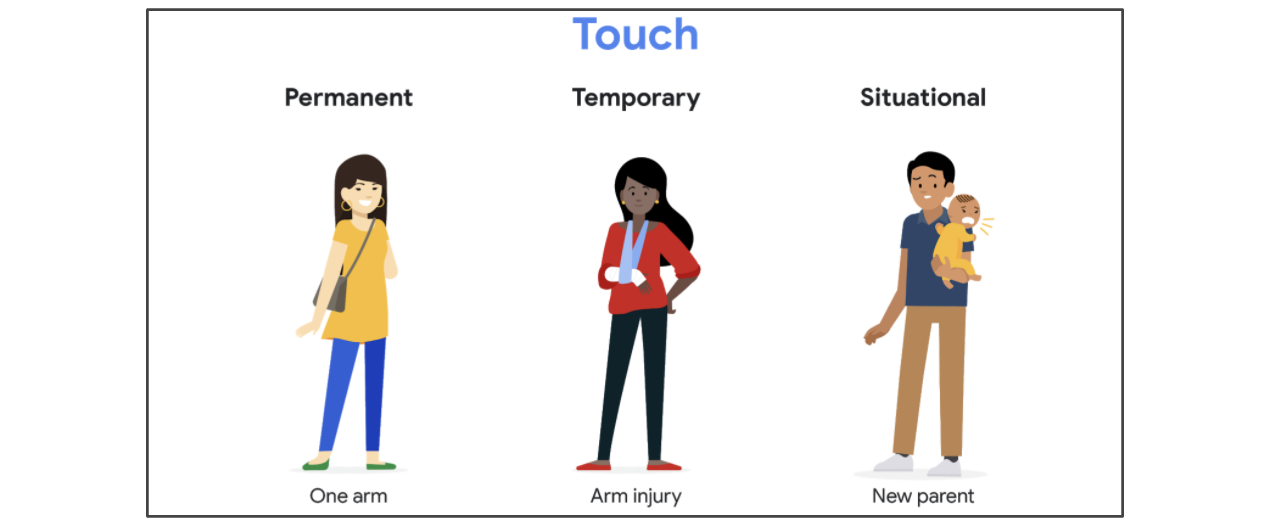 Touch
Permanent
Temporary
Situational
One arm
Arm injury
New parent